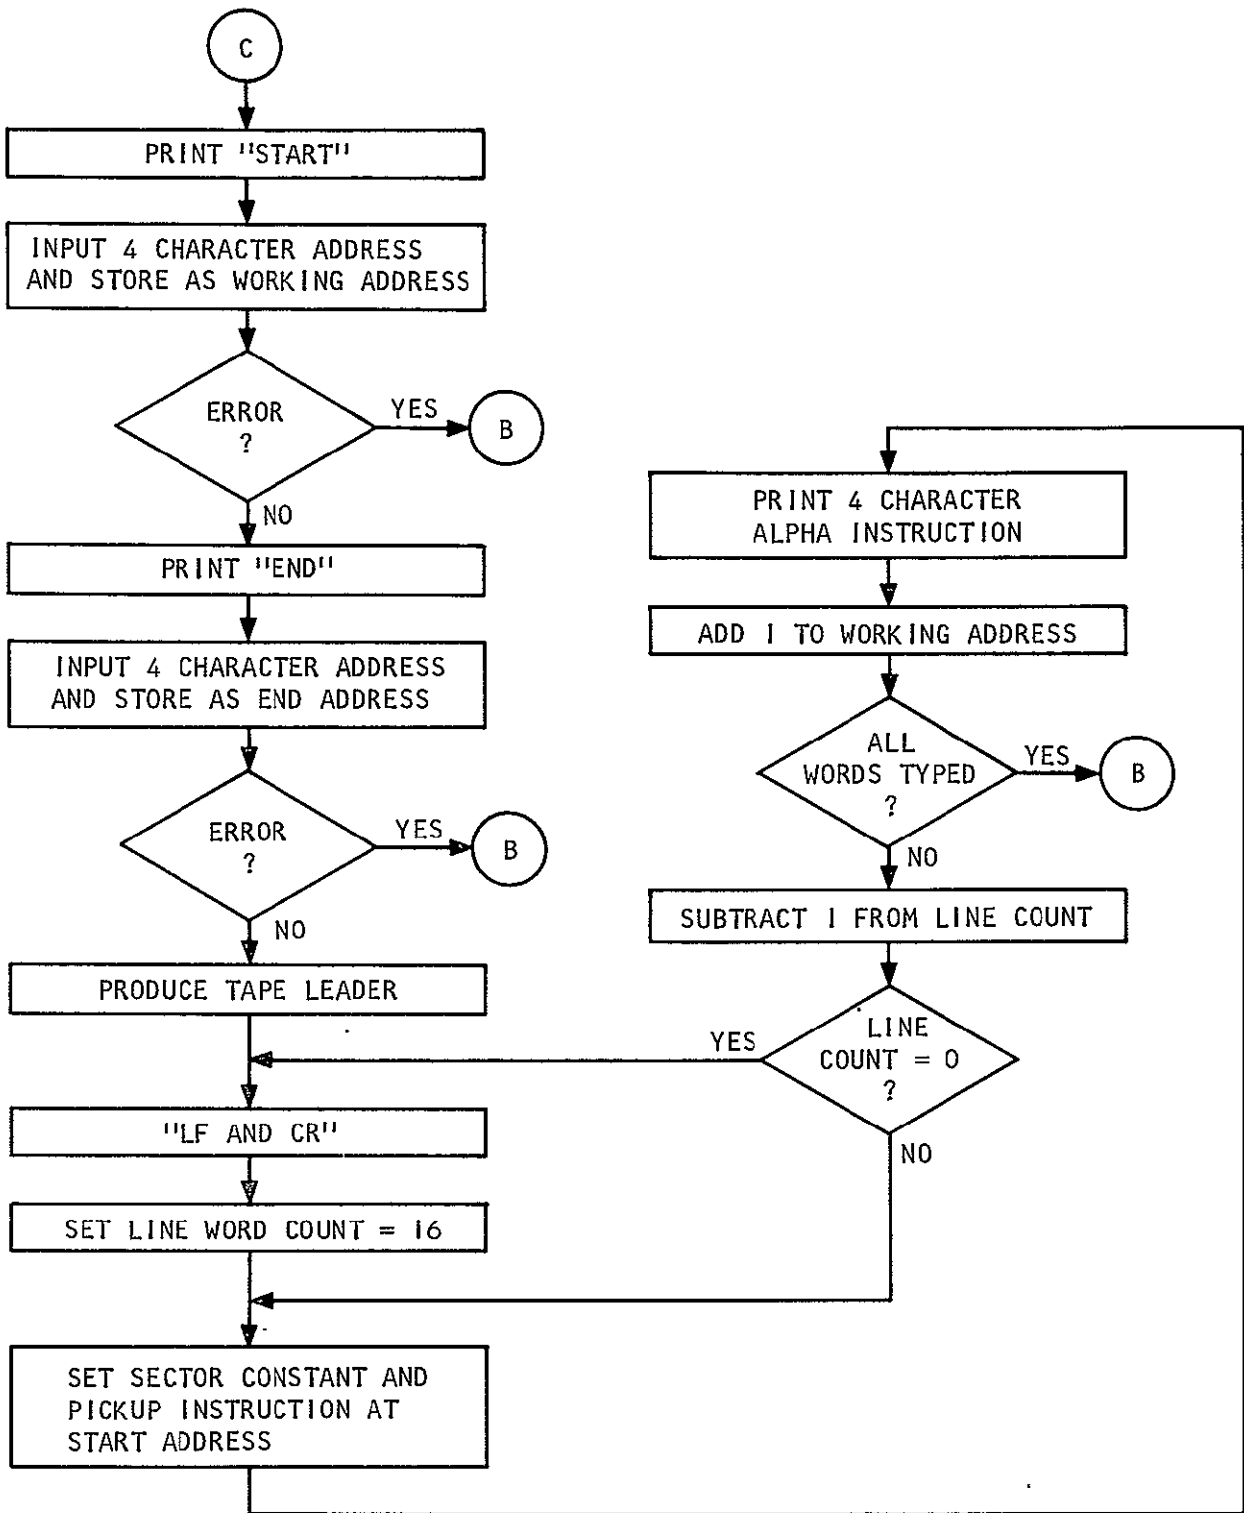 C
PRINT "START"
INPUT 4 CHARACTER ADDRESS
AND STORE AS WORKING ADDRESS
ERROR
?
YES
B
NO
PRINT "END"
INPUT 4 CHARACTER ADDRESS
AND STORE AS END ADDRESS
ERROR
?
YES
B
NO
PRODUCE TAPE LEADER
"LF AND CR"
SET LINE WORD COUNT = 16
SET SECTOR CONSTANT AND
PICKUP INSTRUCTION AT
START ADDRESS
PRINT 4 CHARACTER
ALPHA INSTRUCTION
ADD 1 TO WORKING ADDRESS
ALL
WORDS TYPED
?
YES
B
NO
SUBTRACT 1 FROM LINE COUNT
LINE
COUNT = 0
?
YES
NO